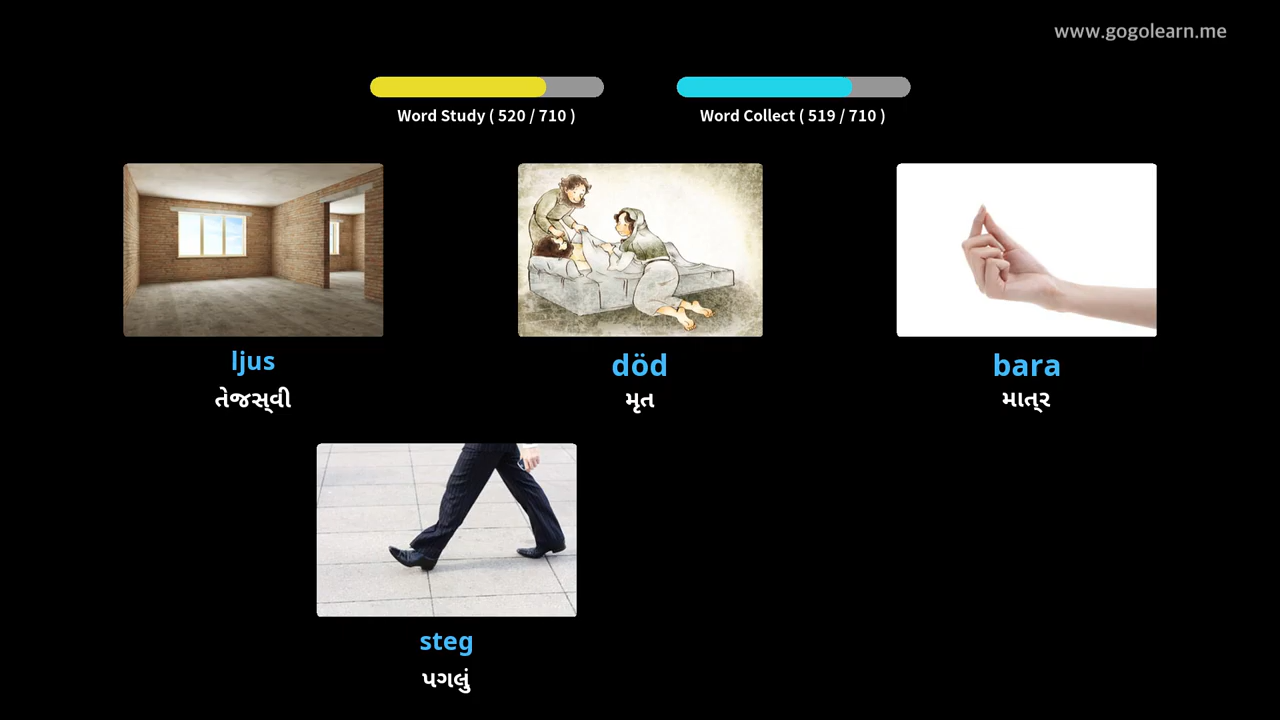 www.gogolearn.me
Word Study ( 520 / 710 )
Word Collect ( 519 / 710 )
ljus
તેજસ્વી
död
મૃત
bara
માત્ર
steg
પગલું